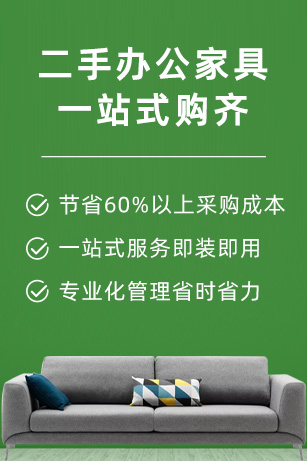 二手办公家具
一站式购齐
节省60%以上采购成本
一站式服务即装即用
专业化管理省时省力